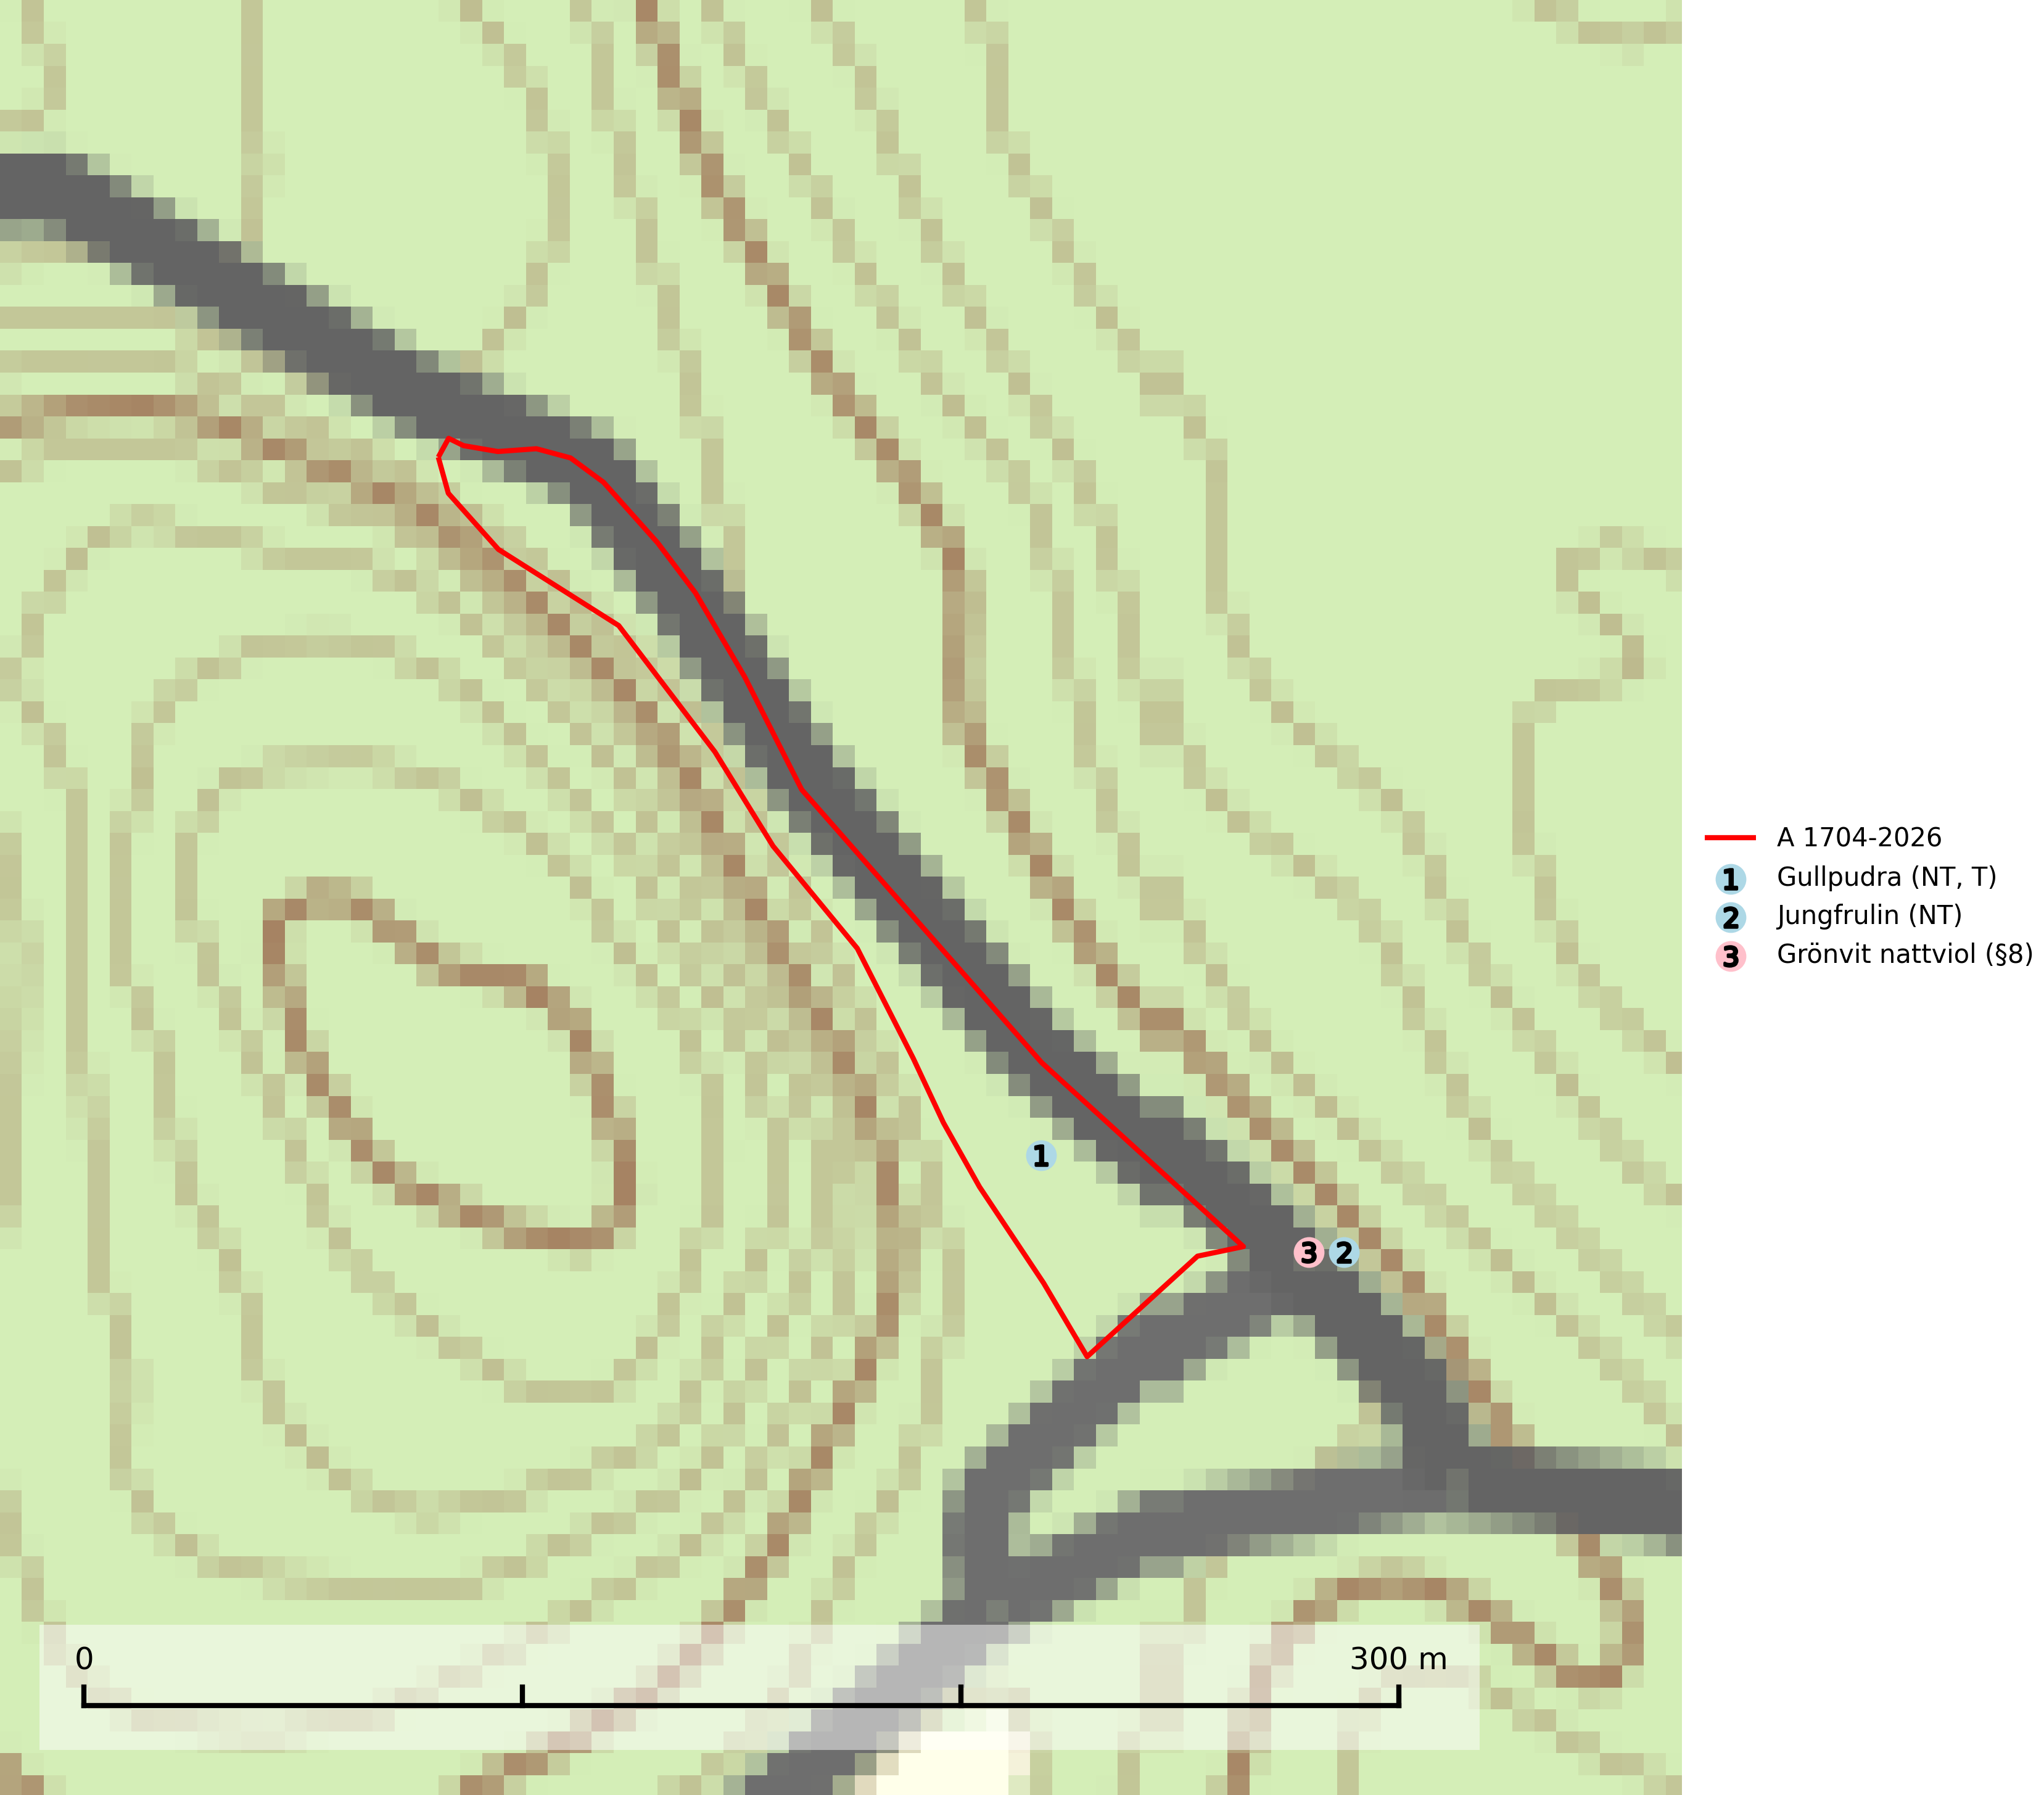 A 1704-2026
1 Gullpudra (NT, T)
2 Jungfrulin (NT)
3 Grönvit nattviol (§8)
1
3 2
0 300 m